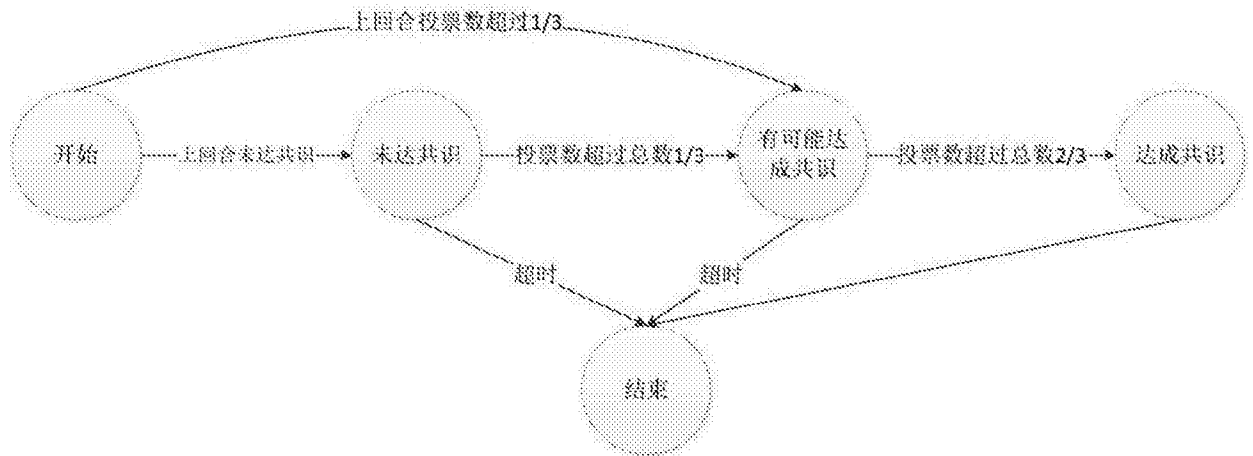 上回合投票数超过1/3
开始
上回合未达共识
未达共识
投票数超过总数1/3
有可能达
成共识
投票数超过总数2/3
达成共识
超时
超时
结束